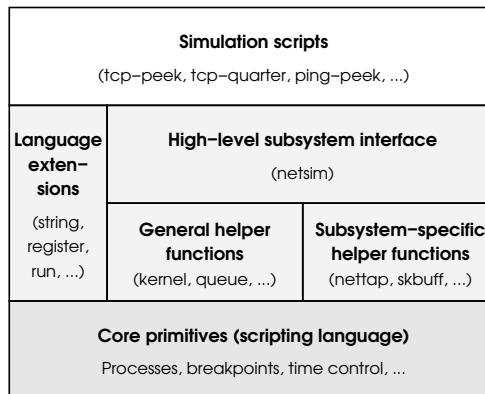 Simulation scripts
(tcp–peek, tcp–quarter, ping–peek, ...)
Language
exten–
sions
(string,
register,
run, ...)
High–level subsystem interface
(netsim)
General helper
functions
(kernel, queue, ...)
Subsystem–specific
helper functions
(nettap, skbuff, ...)
Core primitives (scripting language)
Processes, breakpoints, time control, ...